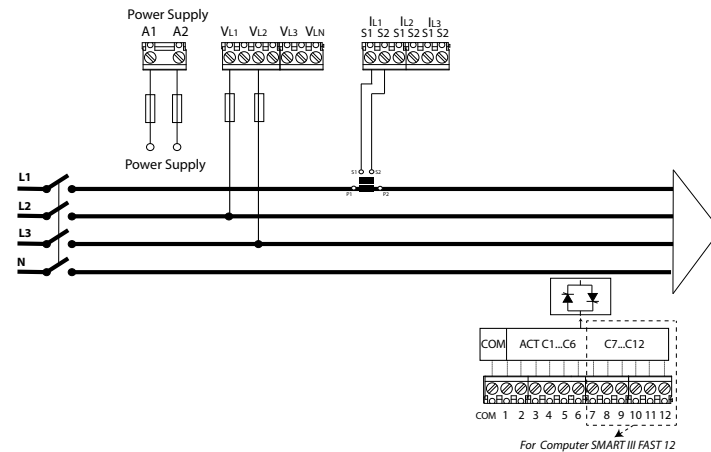 Power Supply
A1 A2
VL1 VL2 VL3 VLN
IL1 IL2 IL3
S1 S2 S1 S2 S1 S2
Power Supply
S1 S2
L1
P1 P2
L2
L3
N
COM ACT C1...C6 C7...C12
COM 1 2 3 4 5 6 7 8 9 10 11 12
For Computer SMART III FAST 12